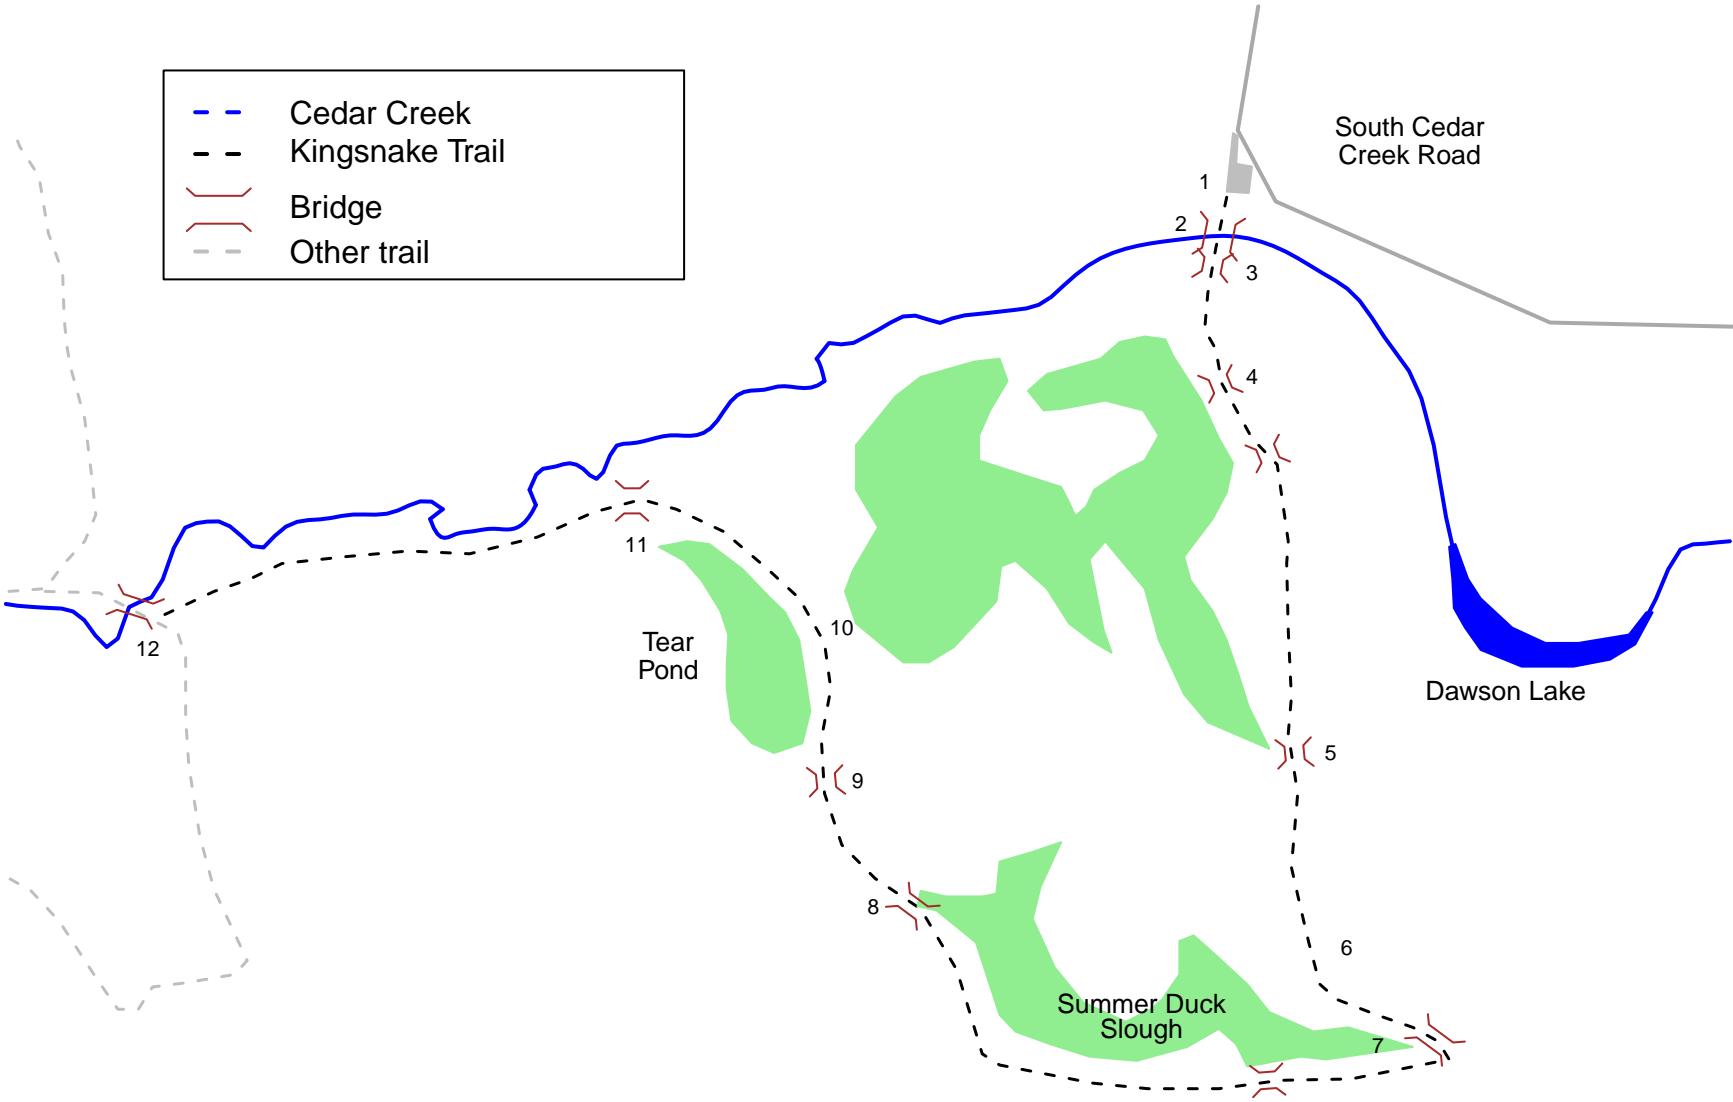 Cedar Creek
Kingsnake Trail
Bridge
Other trail
South Cedar
Creek Road
1
2
3
4
5
6
7
8
9
10
11
12
Tear
Pond
Dawson Lake
Summer Duck
Slough